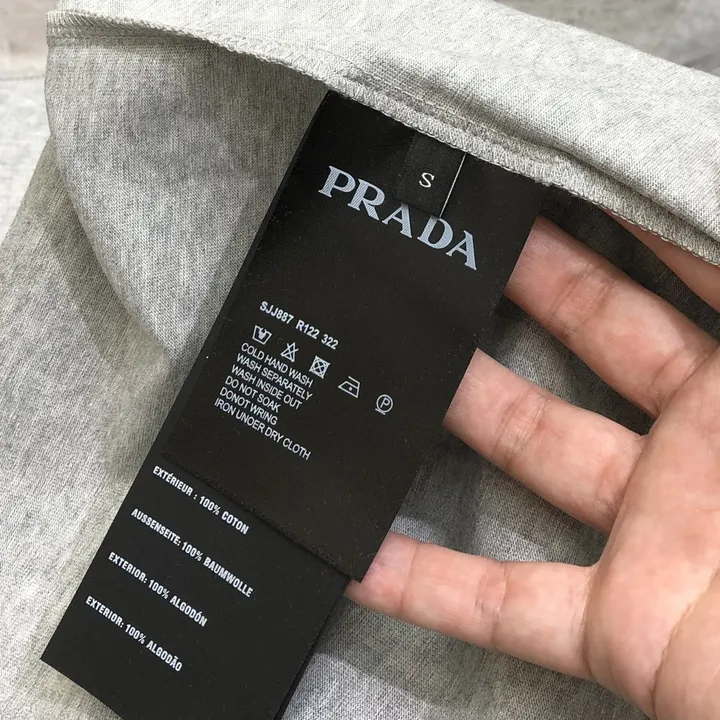 S
PRADA
SJJ887 R122 322
P
COLD HAND WASH
WASH SEPARATELY
WASH INSIDE OUT
DO NOT SOAK
DONOT WRING
IRON UNDER DRY CLOTH
EXTÉRIEUR : 100% COTON
AUSSENSEITE: 100% BAUMWOLLE
EXTERIOR: 100% ALGODÓN
EXTERIOR: 100% ALGODÃO